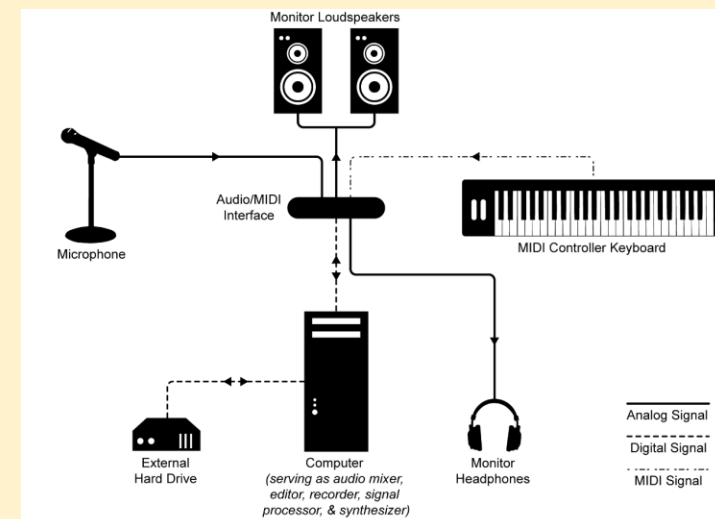 Monitor Loudspeakers
Audio/MIDI
Interface
Microphone
MIDI Controller Keyboard
External
Hard Drive
Computer
(serving as audio mixer,
editor, recorder, signal
processor, & synthesizer)
Monitor
Headphones
Analog Signal
Digital Signal
MIDI Signal